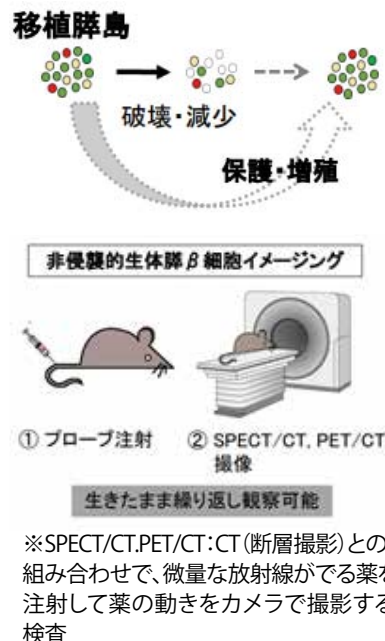 移植膵島
破壊・減少
保護・増殖
非侵襲的生体膵β細胞イメージング
① プローブ注射
② SPECT/CT, PET/CT
撮像
生きたまま繰り返し観察可能
※SPECT/CT.PET/CT:CT(断層撮影)との
組み合わせで、微量な放射線がでる薬を
注射して薬の動きをカメラで撮影する
検査